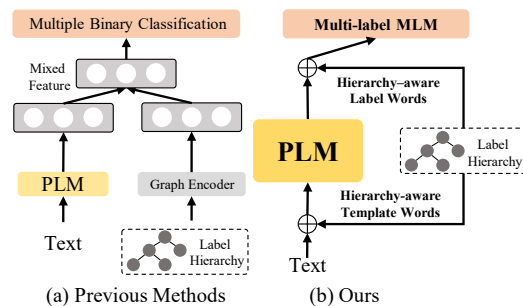 Multiple Binary Classification
Mixed
Feature
PLM
Graph Encoder
Text
Label
Hierarchy
(a) Previous Methods
Multi-label MLM
Hierarchy–aware
Label Words
PLM
Label
Hierarchy
Hierarchy-aware
Template Words
Text
(b) Ours